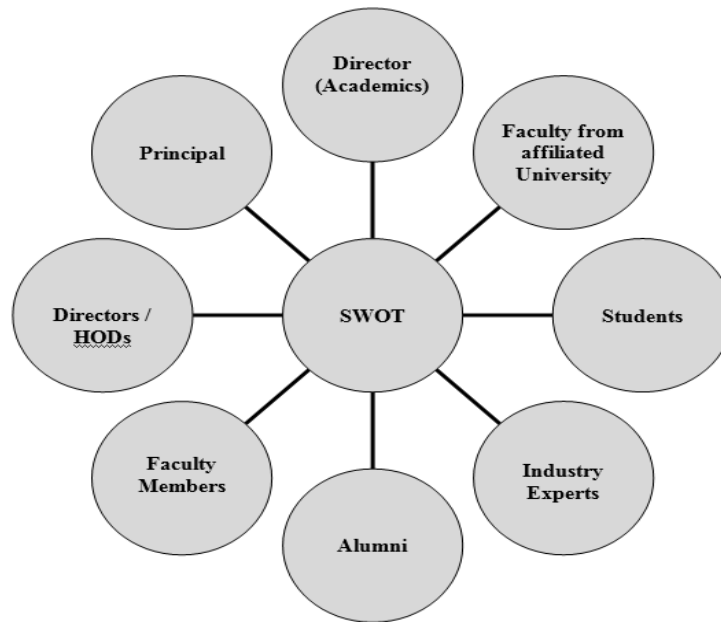 Director
(Academics)
Faculty from
affiliated
University
Principal
Directors /
HODs
SWOT
Students
Faculty
Members
Industry
Experts
Alumni